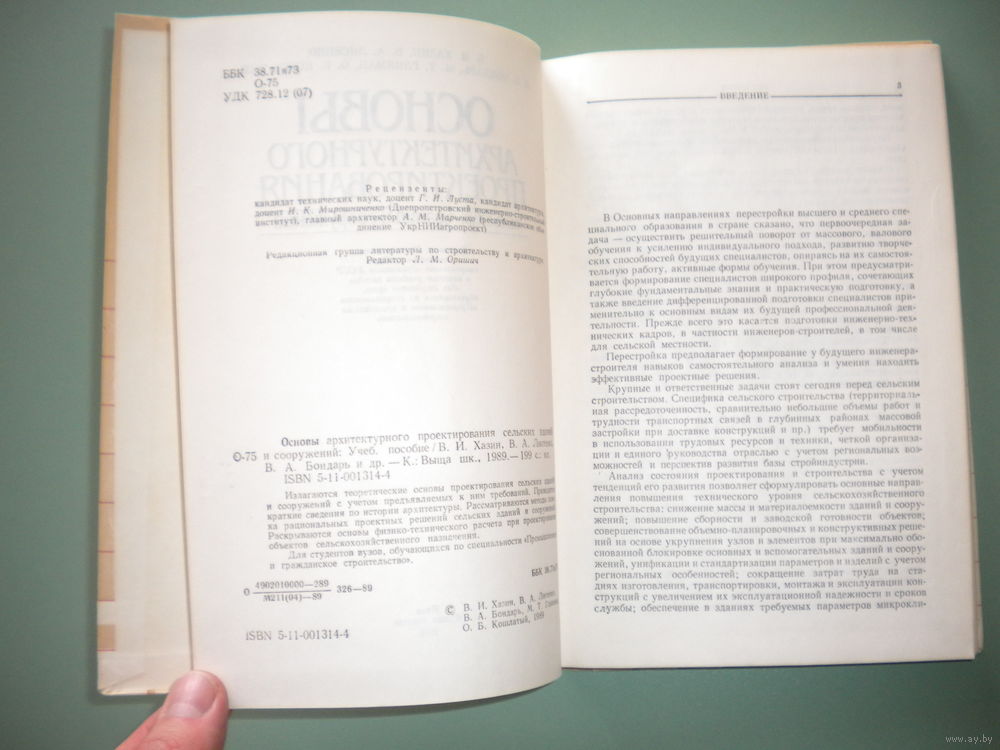 ББК 38.71я73
О-75
УДК 728.12 (07)
ОСНОВЫ
АРХИТЕКТУРНОГО
ПРОЕКТИРОВАНИЯ
Рецензенты:
кандидат технических наук, доцент Г. И. Луста, кандидат архитектуры,
доцент И. К. Мирошниченко (Днепропетровский инженерно-строительный
институт), главный архитектор А. М. Марченко (республиканское объе-
динение УкрНИИагропроект)
Редакционная группа литературы по строительству и архитектуре
Редактор Л. М. Оришич
Основы архитектурного проектирования сельских зданий
О-75 и сооружений: Учеб. пособие / В. И. Хазин, В. А.
В. А. Бондарь и др. — К.: Выща шк., 1989.— 199 с.: ил.
ISBN 5-11-001314-4
Излагаются теоретические основы проектирования сельских зданий
и сооружений с учетом предъявляемых к ним требований. Приводятся
краткие сведения по истории архитектуры. Рассматриваются методы
ка рациональных проектных решений сельских зданий и сооружений.
Раскрываются основы физико-технического расчета при проектировании
объектов сельскохозяйственного назначения.
Для студентов вузов, обучающихся по специальности «Промышленное
и гражданское строительство».
ББК
О 4902010000—289
М211(04)—89 326—89
© В. И. Хазин, В. А.
В. А. Бондарь, М. Т.
О. Б. Кошлатый, 1989
ISBN 5-11-001314-4
3
ВВЕДЕНИЕ
В Основных направлениях перестройки высшего и среднего спе-
циального образования в стране сказано, что первоочередная за-
дача — осуществить решительный поворот от массового, валового
обучения к усилению индивидуального подхода, развитию творчес-
ких способностей будущих специалистов, опираясь на их самостоя-
тельную работу, активные формы обучения. При этом предусматри-
вается формирование специалистов широкого профиля, сочетающих
глубокие фундаментальные знания и практическую подготовку, а
также введение дифференцированной подготовки специалистов при-
менительно к основным видам их будущей профессиональной дея-
тельности. Прежде всего это касается подготовки инженерно-тех-
нических кадров, в частности инженеров-строителей, в том числе
для сельской местности.
Перестройка предполагает формирование у будущего инженера-
строителя навыков самостоятельного анализа и умения находить
эффективные проектные решения.
Крупные и ответственные задачи стоят сегодня перед сельским
строительством. Специфика сельского строительства (территориаль-
ная рассредоточенность, сравнительно небольшие объемы работ и
трудности транспортных связей в глубинных районах массовой
застройки при доставке конструкций и пр.) требует мобильности
в использовании трудовых ресурсов и техники, четкой организации
и единого руководства отраслью с учетом региональных воз-
можностей и перспектив развития базы стройиндустрии.
Анализ состояния проектирования и строительства с учетом
тенденций его развития позволяет сформулировать основные направ-
ления повышения технического уровня сельскохозяйственного
строительства: снижение массы и материалоемкости зданий и соору-
жений; повышение сборности и заводской готовности объектов;
совершенствование объемно-планировочных и конструктивных реше-
ний на основе укрупнения узлов и элементов при максимально обо-
снованной блокировке основных и вспомогательных зданий и соору-
жений, унификации и стандартизации параметров и изделий с учетом
региональных особенностей; сокращение затрат труда на ста-
диях изготовления, транспортировки, монтажа и эксплуатации конс-
трукций с увеличением их эксплуатационной надежности и сроков
службы; обеспечение в зданиях требуемых параметров микрокли-
www.ay.by